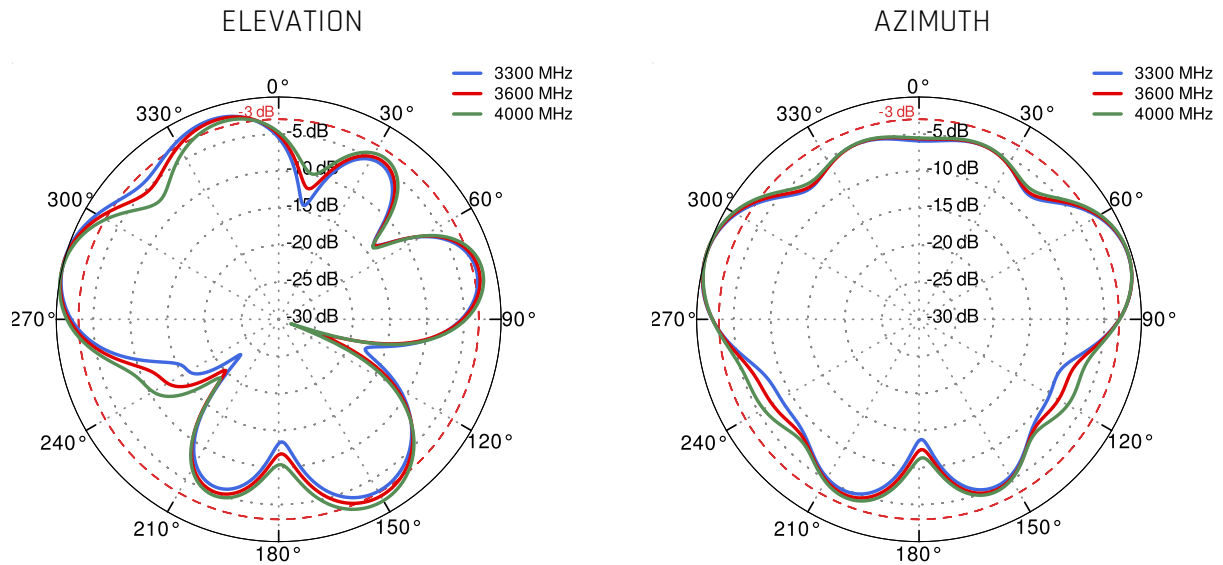 ELEVATION
3300 MHz
3600 MHz
4000 MHz
0°
330°
-3 dB
30°
-5 dB
-10 dB
300°
60°
-15 dB
-20 dB
-25 dB
270°
-30 dB
90°
240°
120°
210°
150°
180°
AZIMUTH
3300 MHz
3600 MHz
4000 MHz
0°
330°
-3 dB
30°
-5 dB
-10 dB
300°
60°
-15 dB
-20 dB
-25 dB
270°
-30 dB
90°
240°
120°
210°
150°
180°